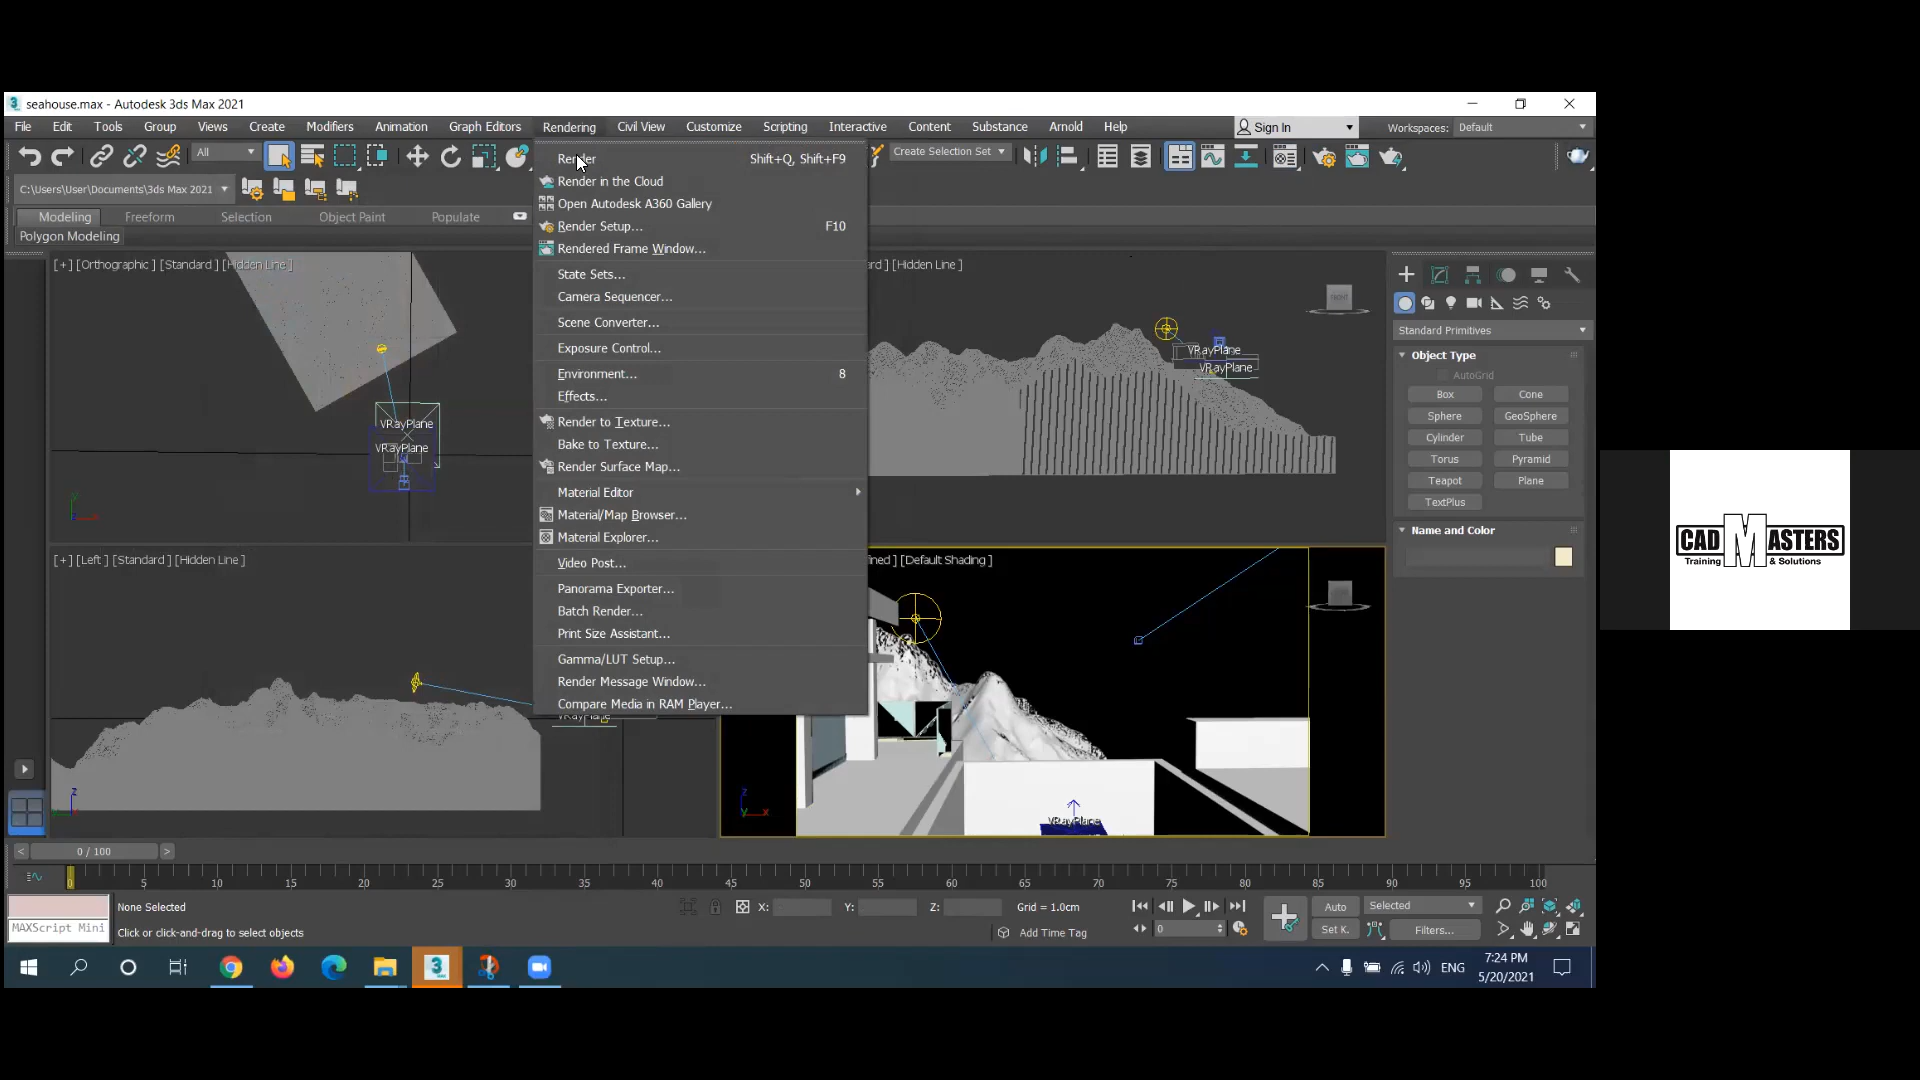 seahouse.max - Autodesk 3ds Max 2021
File Edit Tools Group Views Create Modifiers Animation Graph Editors Rendering Civil View Customize Scripting Interactive Content Substance Arnold Help Sign In Workspaces: Default
All Create Selection Set
C:\Users\User\Documents\3ds Max 2021
Modeling Freeform Selection Object Paint Populate
Polygon Modeling
Render Shift+Q, Shift+F9
Render in the Cloud
Open Autodesk A360 Gallery
Render Setup... F10
Rendered Frame Window...
State Sets...
Camera Sequencer...
Scene Converter...
Exposure Control...
Environment... 8
Effects...
Render to Texture...
Bake to Texture...
Render Surface Map...
Material Editor
Material/Map Browser...
Material Explorer...
Video Post...
Panorama Exporter...
Batch Render...
Print Size Assistant...
Gamma/LUT Setup...
Render Message Window...
Compare Media in RAM Player...
[+] [Orthographic ] [Standard ] [Hidden Line ]
VRayPlane
VRayPlane
[Hidden Line ]
FRONT
VRayPlane
VRayPlane
[+] [Left ] [Standard ] [Hidden Line ]
VRayPlane
[Default Shading ]
VRayPlane
z
x
y
z
y
Standard Primitives
Object Type
AutoGrid
Box Cone
Sphere GeoSphere
Cylinder Tube
Torus Pyramid
Teapot Plane
TextPlus
Name and Color
CAD MASTERS
Training & Solutions
< 0 / 100 >
0 5 10 15 20 25 30 35 40 45 50 55 60 65 70 75 80 85 90 95 100
None Selected X: Y: Z: Grid = 1.0cm Auto Selected
MAXScript Mini Click or click-and-drag to select objects Add Time Tag 0 Set K. Filters...
3 ENG 7:24 PM
5/20/2021